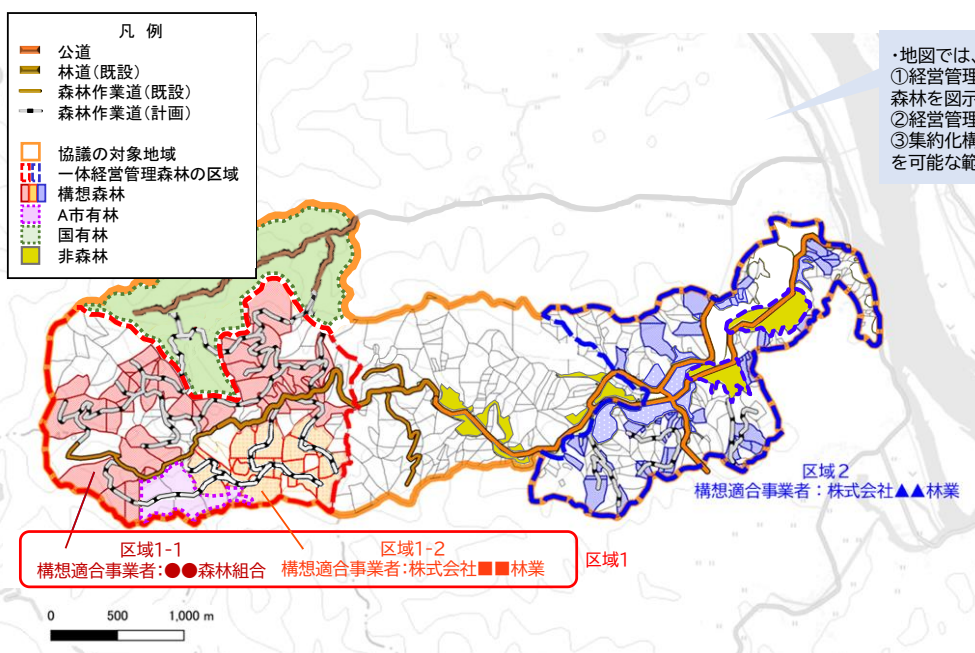 凡 例
公道
林道(既設)
森林作業道(既設)
森林作業道(計画)
協議の対象地域
一体経営管理森林の区域
構想森林
A市有林
国有林
非森林
・地図では、
①経営管理
森林を図示
②経営管理
③集約化構
を可能な範
区域2
構想適合事業者：株式会社▲▲林業
区域1-1
構想適合事業者:●●森林組合
区域1-2
構想適合事業者:株式会社■■林業
区域1
0 500 1,000 m